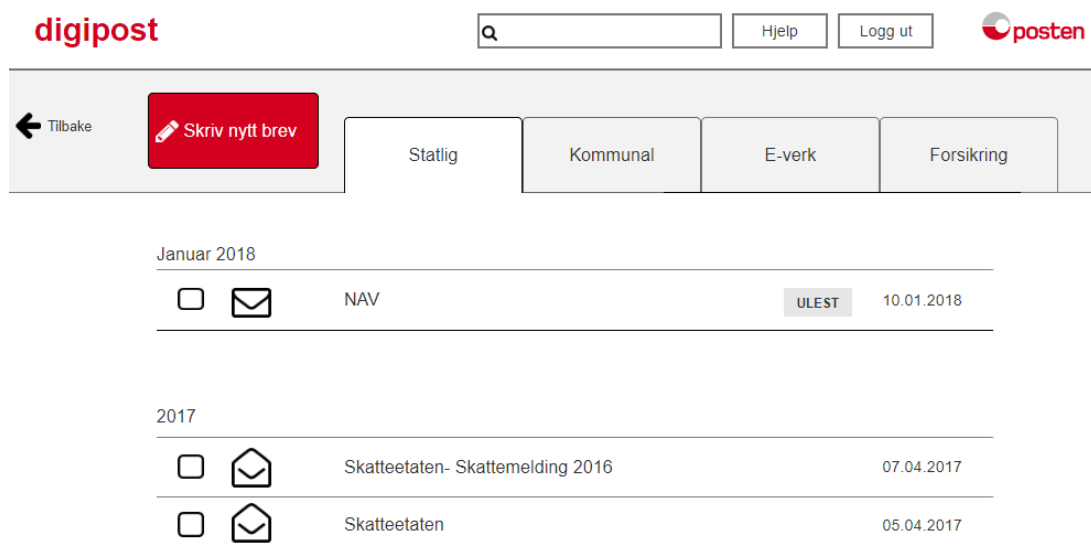 digipost
Hjelp
Logg ut
posten
Tilbake
Skriv nytt brev
Statlig
Kommunal
E-verk
Forsikring
Januar 2018
NAV ULEST 10.01.2018
2017
Skatteetaten- Skattemelding 2016 07.04.2017
Skatteetaten 05.04.2017